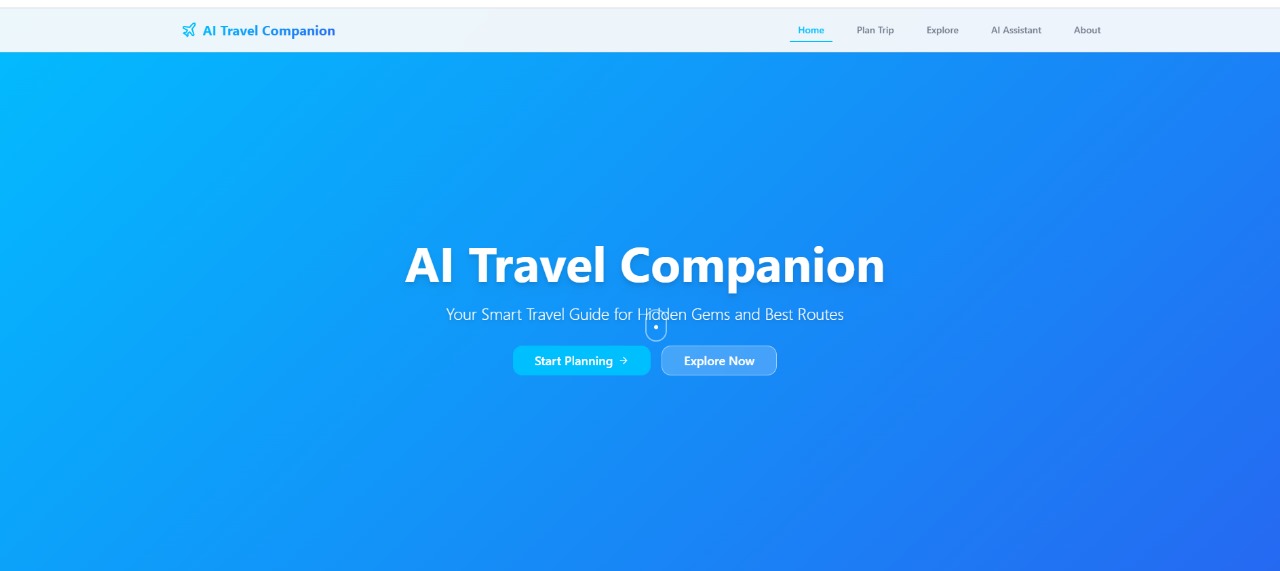 AI Travel Companion
Home Plan Trip Explore AI Assistant About
AI Travel Companion
Your Smart Travel Guide for Hidden Gems and Best Routes
Start Planning → Explore Now